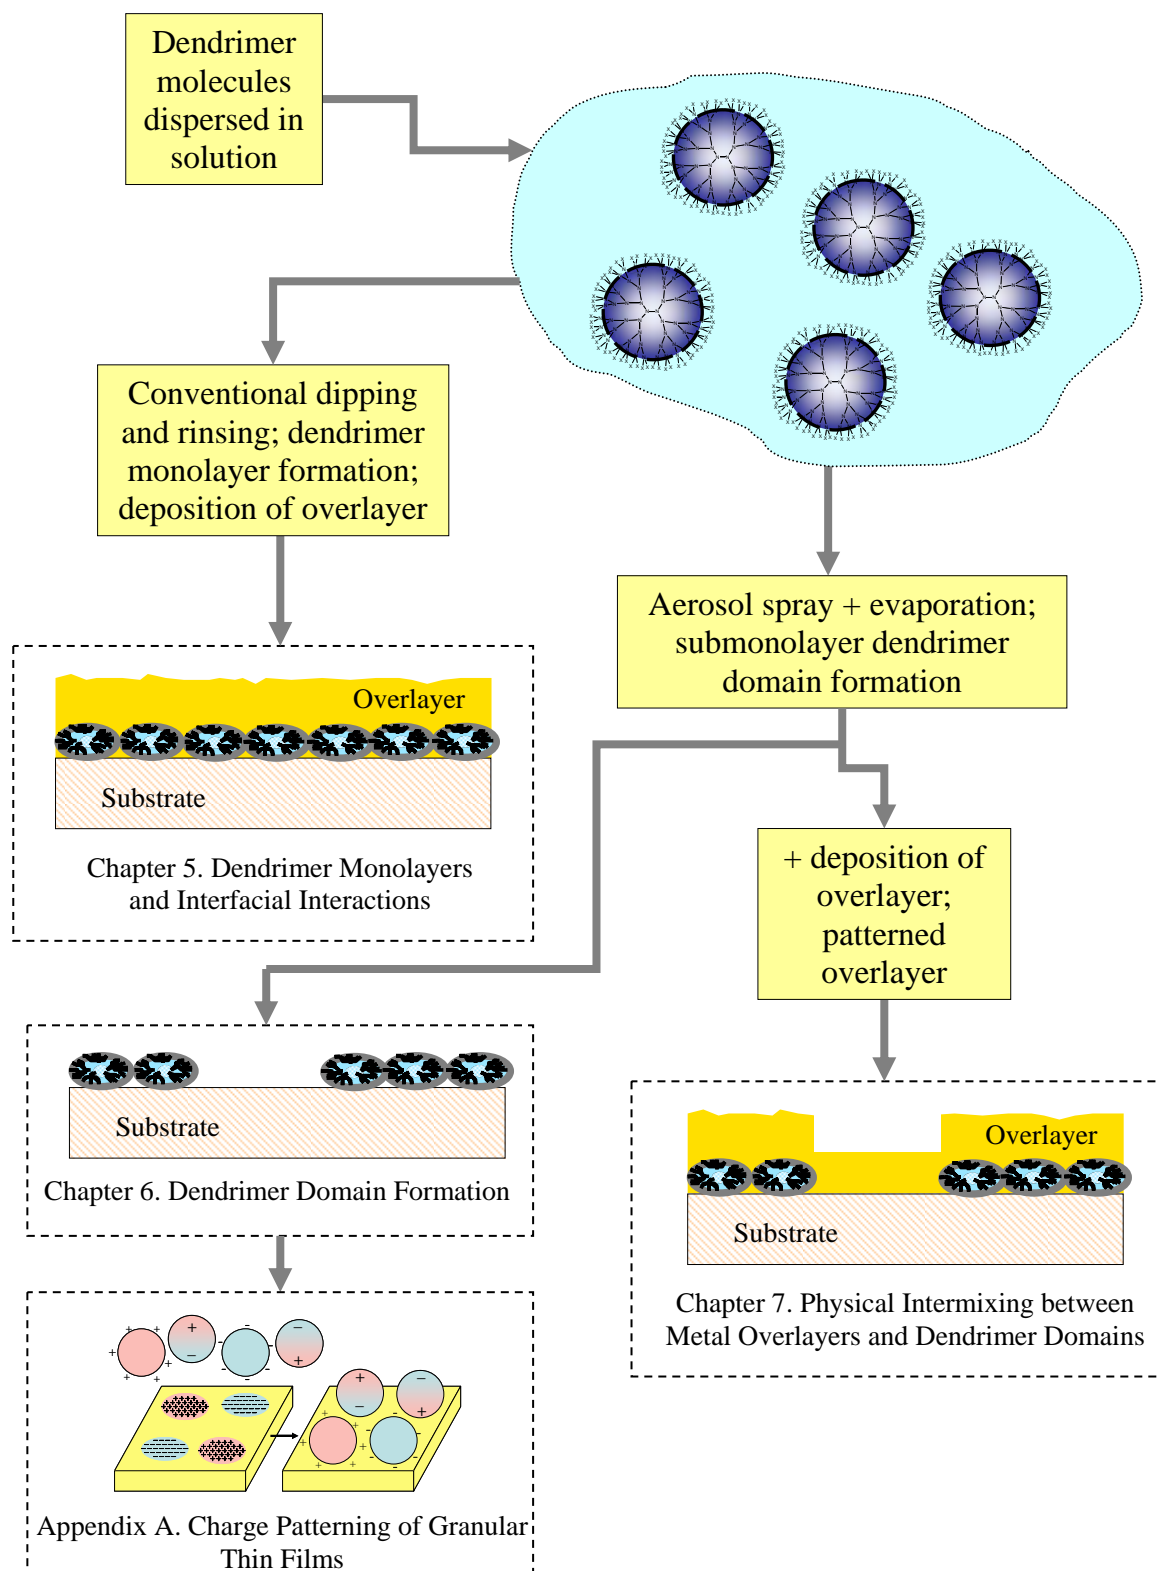 Dendrimer
molecules
dispersed in
solution
Conventional dipping
and rinsing; dendrimer
monolayer formation;
deposition of overlayer
Aerosol spray + evaporation;
submonolayer dendrimer
domain formation
Overlayer
Substrate
Chapter 5. Dendrimer Monolayers
and Interfacial Interactions
+ deposition of
overlayer;
patterned
overlayer
Substrate
Chapter 6. Dendrimer Domain Formation
Overlayer
Substrate
Chapter 7. Physical Intermixing between
Metal Overlayers and Dendrimer Domains
Appendix A. Charge Patterning of Granular
Thin Films